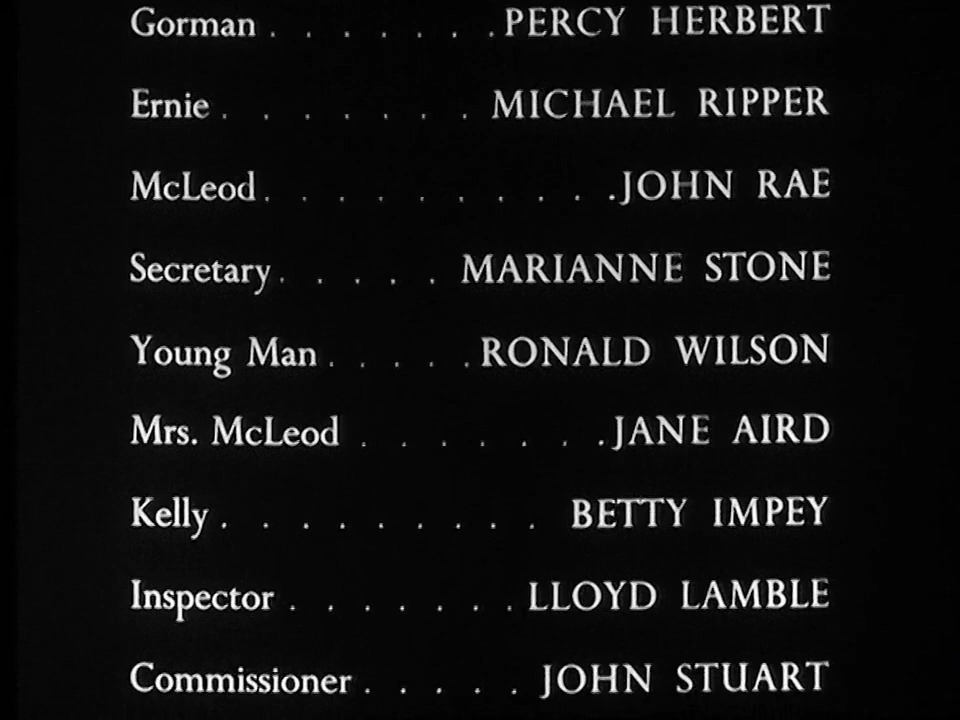 Gorman . . . . . . . PERCY HERBERT
Ernie . . . . . . . MICHAEL RIPPER
McLeod . . . . . . . . . . JOHN RAE
Secretary . . . . . MARIANNE STONE
Young Man . . . . . RONALD WILSON
Mrs. McLeod . . . . . . . JANE AIRD
Kelly . . . . . . . . . . BETTY IMPEY
Inspector . . . . . . . LLOYD LAMBLE
Commissioner . . . . . JOHN STUART